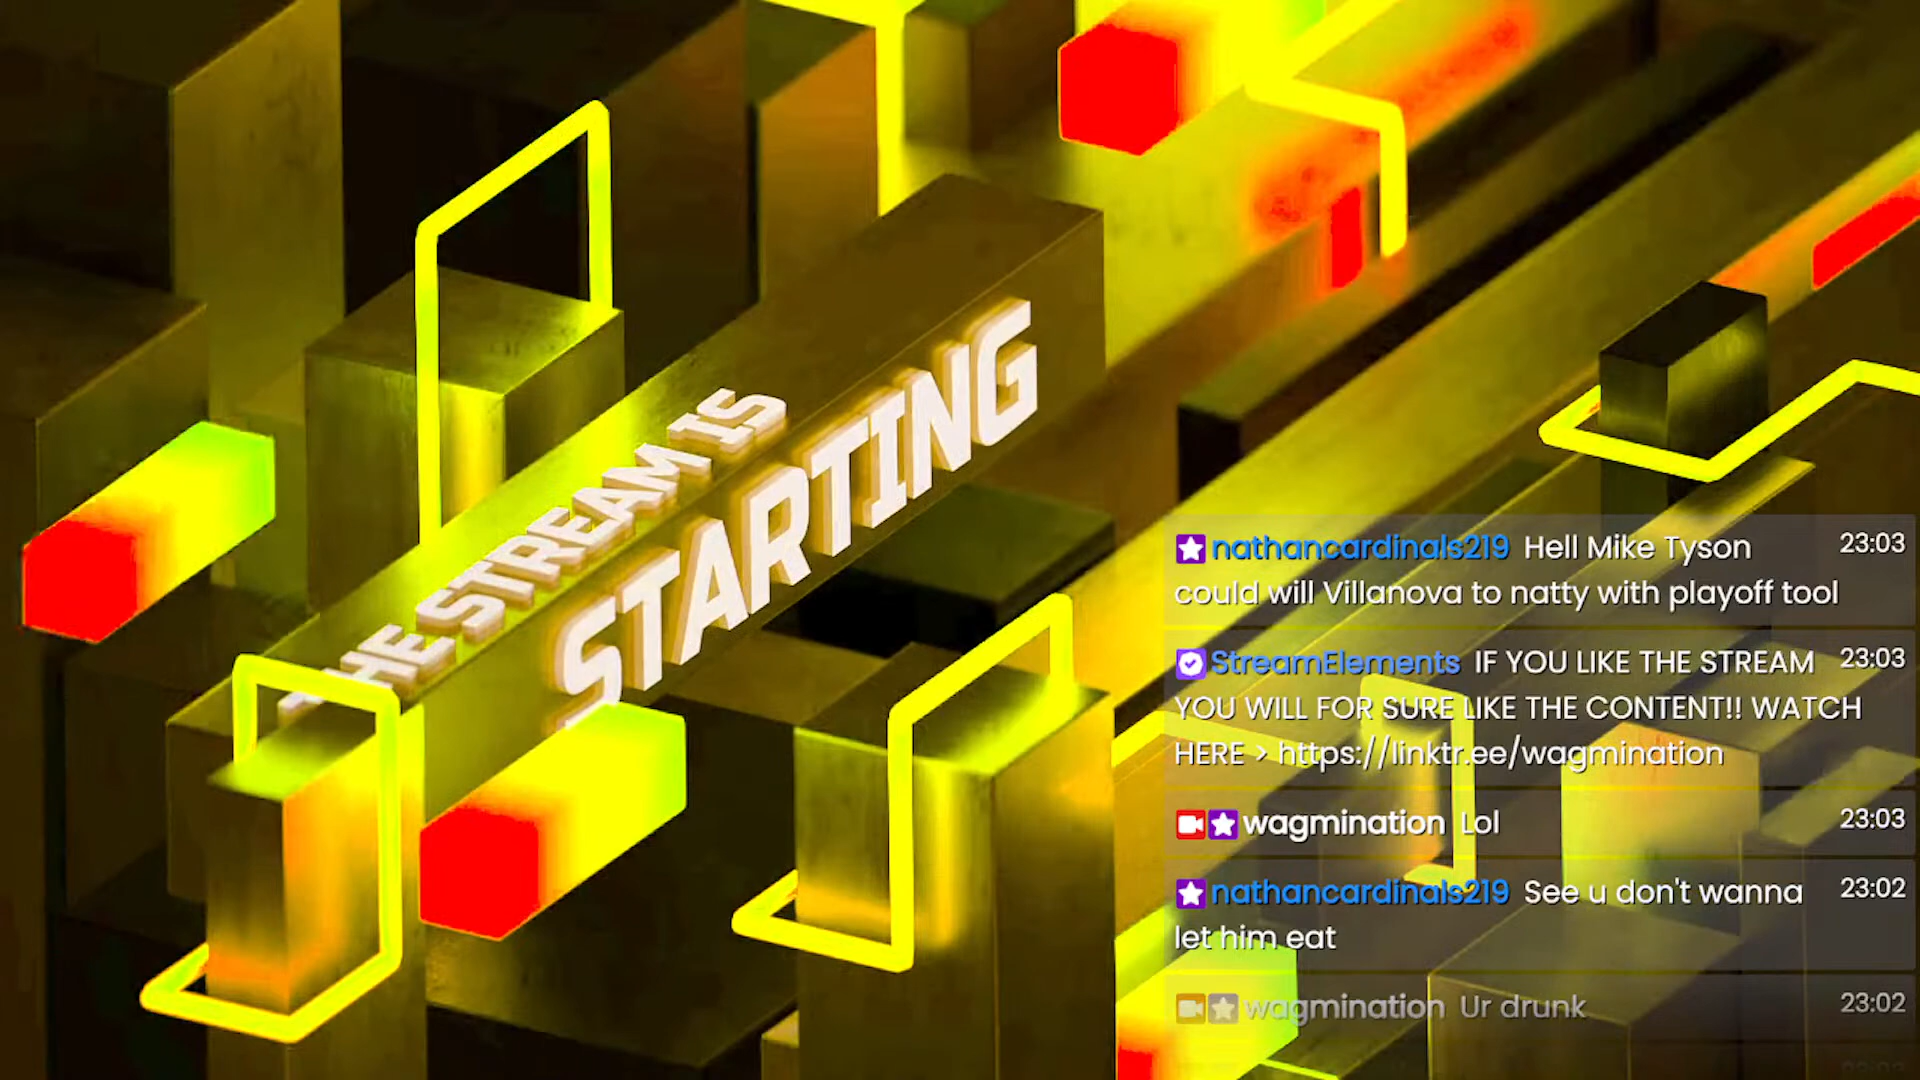 THE STREAM IS
STARTING
nathancardinals219 Hell Mike Tyson 23:03
could will Villanova to natty with playoff tool
StreamElements IF YOU LIKE THE STREAM 23:03
YOU WILL FOR SURE LIKE THE CONTENT!! WATCH
HERE > https://linktr.ee/wagmination
wagmination Lol 23:03
nathancardinals219 See u don't wanna 23:02
let him eat
wagmination Ur drunk 23:02